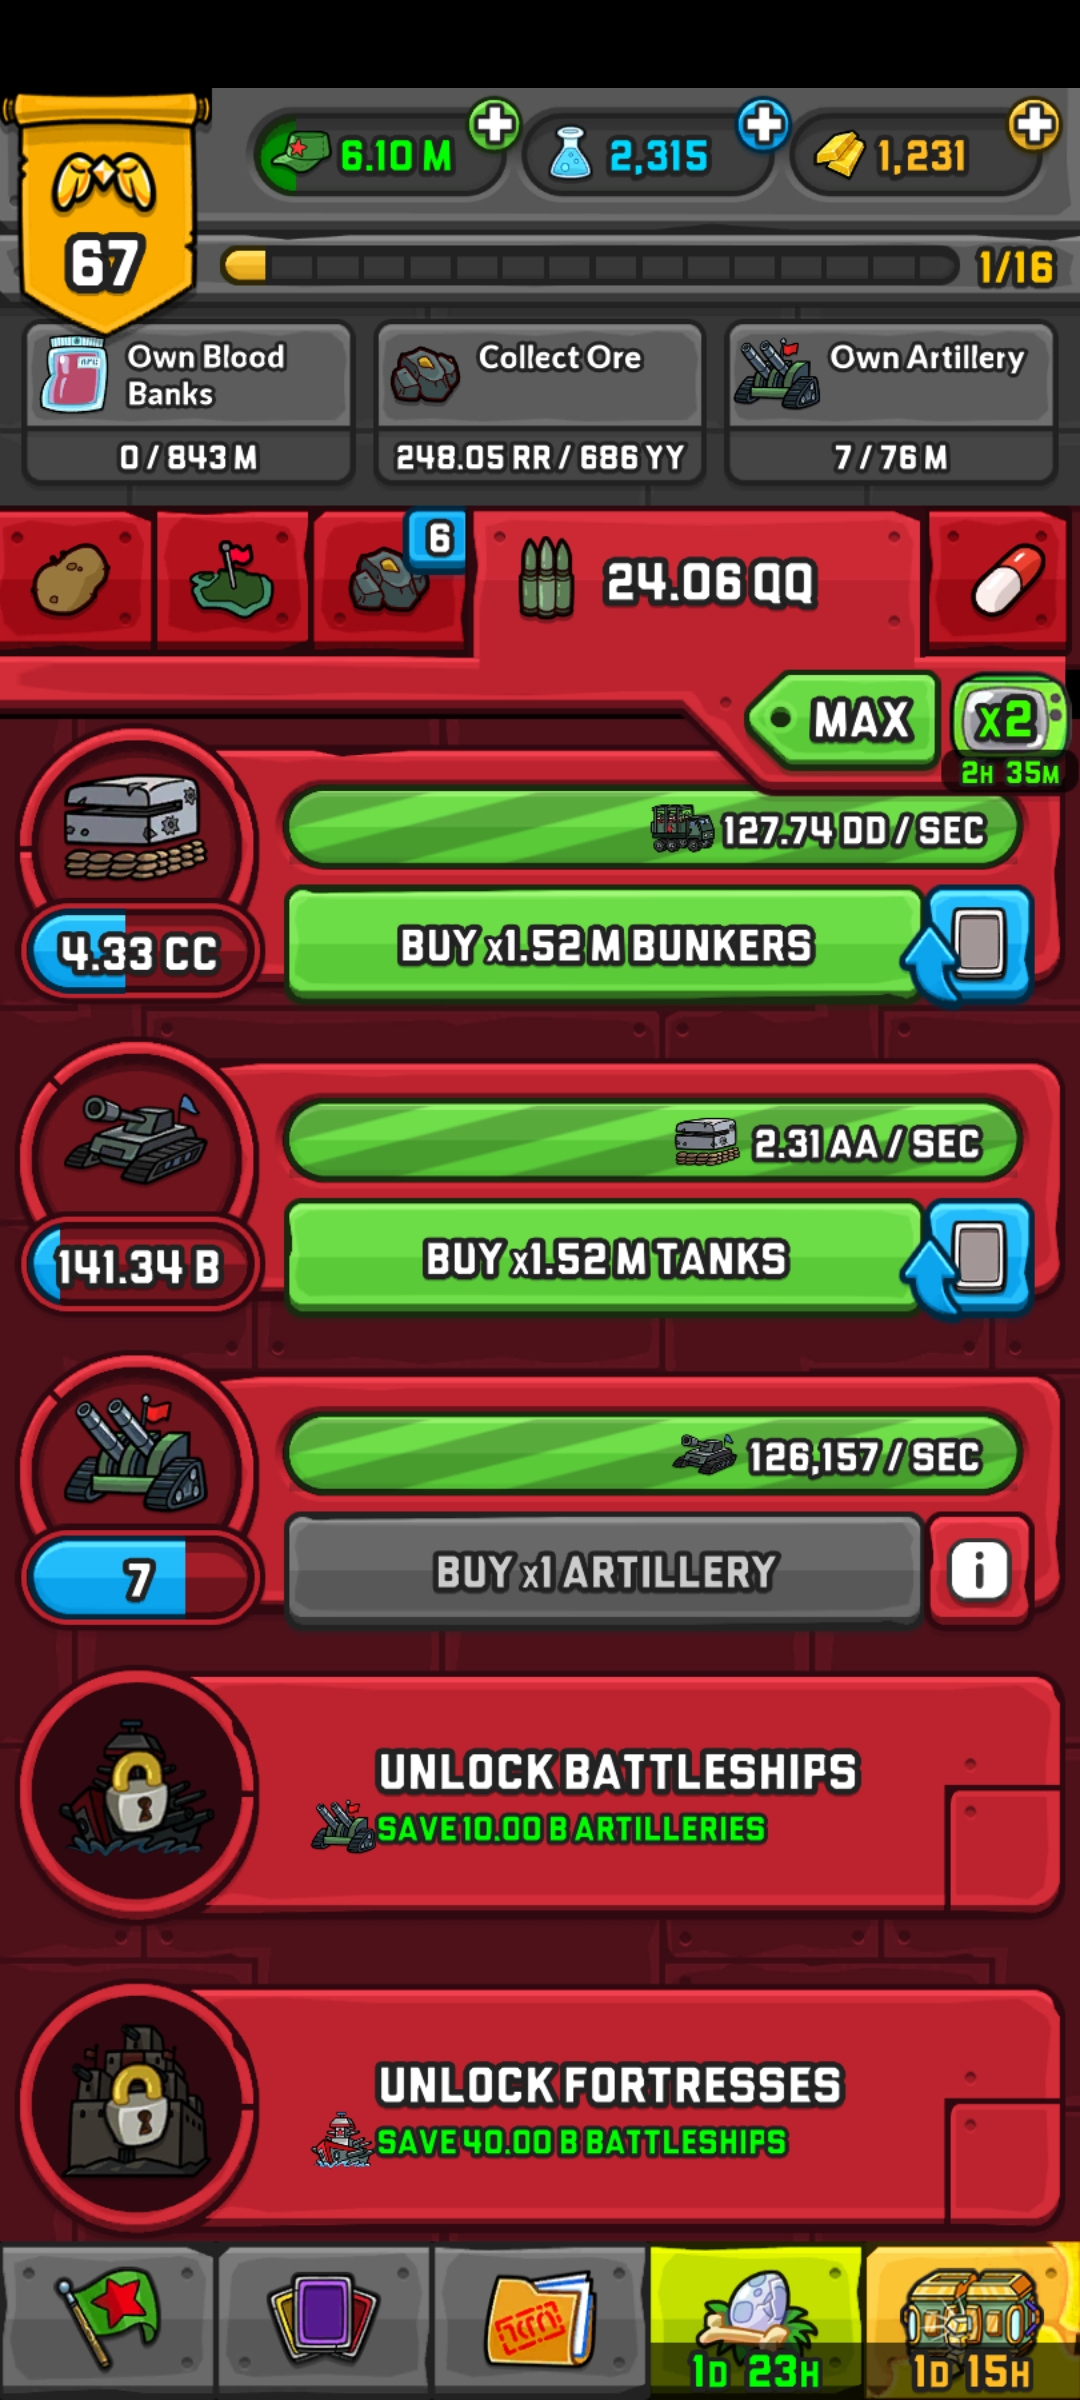 6.10 M
2,315
1,231
67
1/16
Own Blood
Banks
Collect Ore
Own Artillery
0 / 843 M
248.05 RR / 686 YY
7 / 76 M
6
24.06 QQ
MAX
x2
2H 35M
127.74 DD / SEC
4.33 CC
BUY x1.52 M BUNKERS
2.31 AA / SEC
141.34 B
BUY x1.52 M TANKS
126,157 / SEC
7
BUY x1 ARTILLERY
i
UNLOCK BATTLESHIPS
SAVE 10.00 B ARTILLERIES
UNLOCK FORTRESSES
SAVE 40.00 B BATTLESHIPS
1D 23H
1D 15H